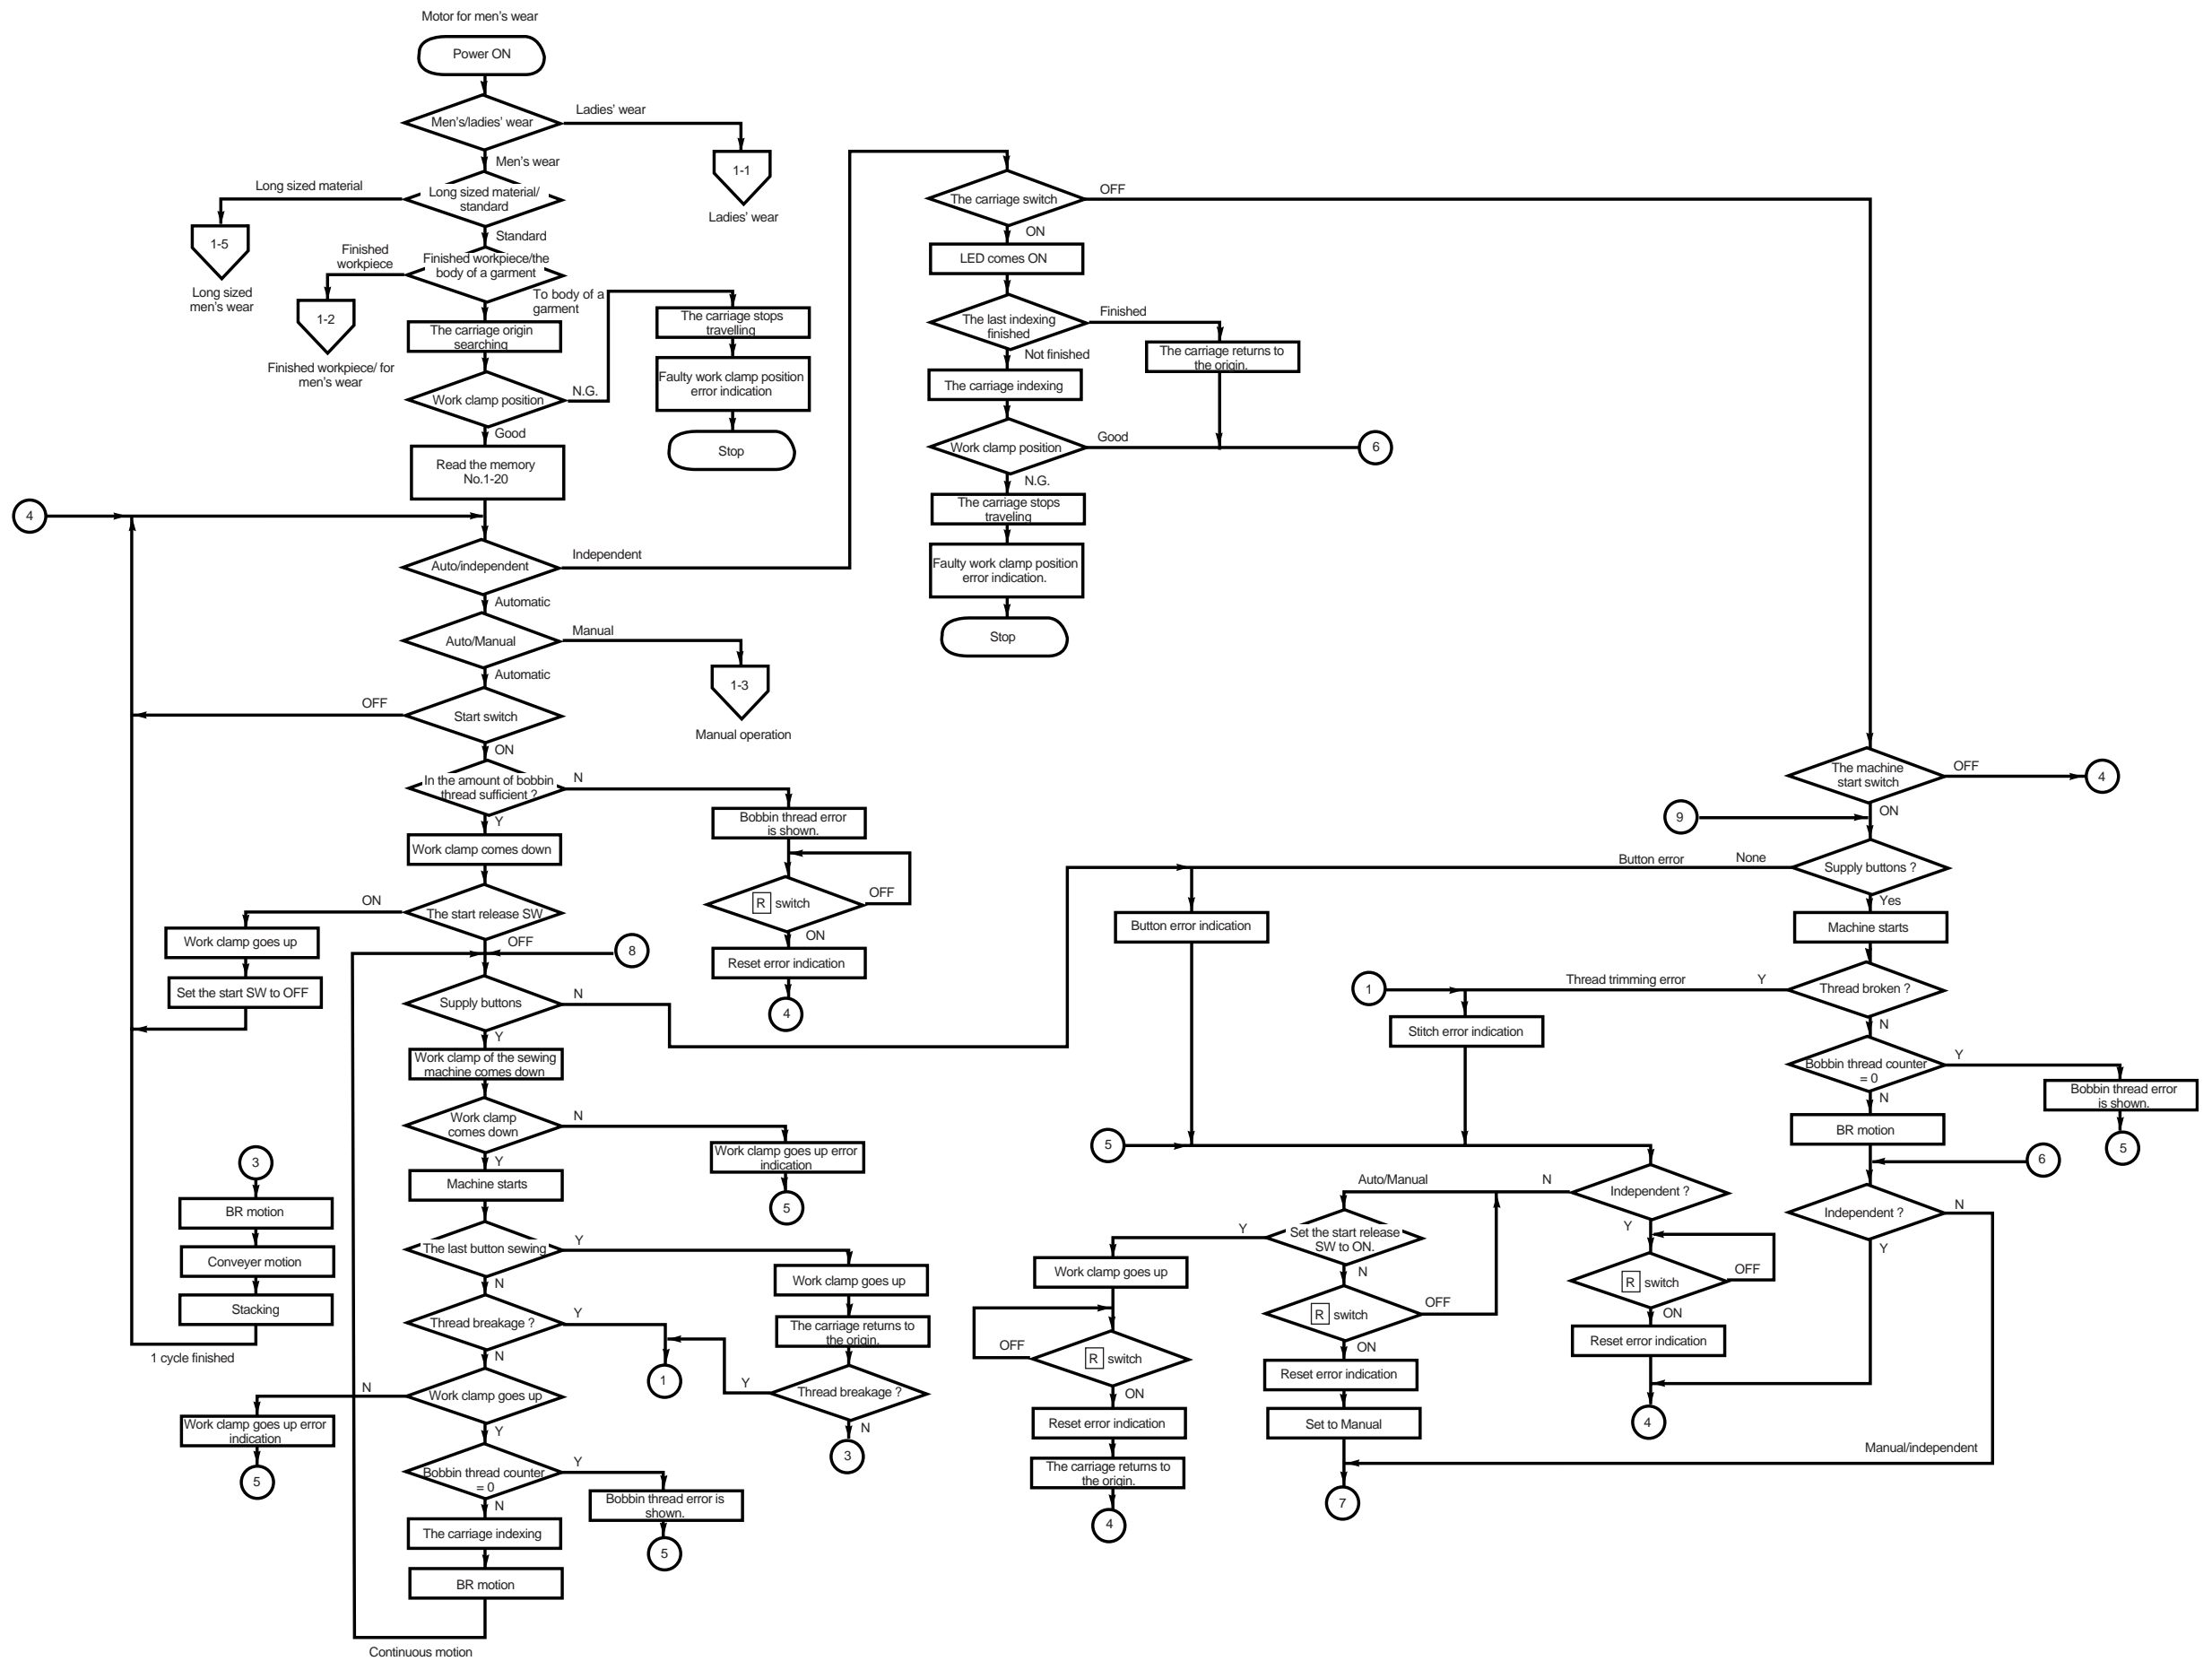 Motor for men's wear
Power ON
Men's/ladies' wear
Ladies' wear
1-1
Ladies' wear
Men's wear
Long sized material/
standard
Long sized material
1-5
Long sized
men's wear
Standard
Finished workpiece/the
body of a garment
Finished
workpiece
1-2
Finished workpiece/ for
men's wear
To body of a
garment
The carriage origin
searching
Work clamp position
N.G.
The carriage stops
travelling
Faulty work clamp position
error indication
Stop
Good
Read the memory
No.1-20
4
Auto/independent
Independent
Automatic
Auto/Manual
Manual
1-3
Manual operation
Automatic
Start switch
OFF
ON
In the amount of bobbin
thread sufficient ?
N
Bobbin thread error
is shown.
R switch
OFF
ON
Reset error indication
4
Y
Work clamp comes down
The start release SW
ON
Work clamp goes up
Set the start SW to OFF
OFF
8
Supply buttons
N
Y
Work clamp of the sewing
machine comes down
Work clamp
comes down
N
Work clamp goes up error
indication
5
Y
Machine starts
The last button sewing
Y
Work clamp goes up
The carriage returns to
the origin.
Thread breakage ?
Y
N
3
N
Thread breakage ?
Y
1
N
Work clamp goes up
N
Work clamp goes up error
indication
5
Y
Bobbin thread counter
= 0
Y
Bobbin thread error is
shown.
5
N
The carriage indexing
BR motion
Continuous motion
3
BR motion
Conveyer motion
Stacking
1 cycle finished
The carriage switch
OFF
ON
LED comes ON
The last indexing
finished
Finished
The carriage returns to
the origin.
Not finished
The carriage indexing
Work clamp position
Good
6
N.G.
The carriage stops
traveling
Faulty work clamp position
error indication.
Stop
The machine
start switch
OFF
4
ON
9
Supply buttons ?
None
Button error
Button error indication
Yes
Machine starts
Thread broken ?
Y
Thread trimming error
1
Stitch error indication
N
Bobbin thread counter
= 0
Y
Bobbin thread error
is shown.
5
N
BR motion
6
Independent ?
N
Y
Manual/independent
5
Independent ?
N
Auto/Manual
Y
R switch
OFF
ON
Reset error indication
4
Set the start release
SW to ON.
Y
N
R switch
OFF
ON
Reset error indication
Set to Manual
7
Work clamp goes up
R switch
OFF
ON
Reset error indication
The carriage returns to
the origin.
4